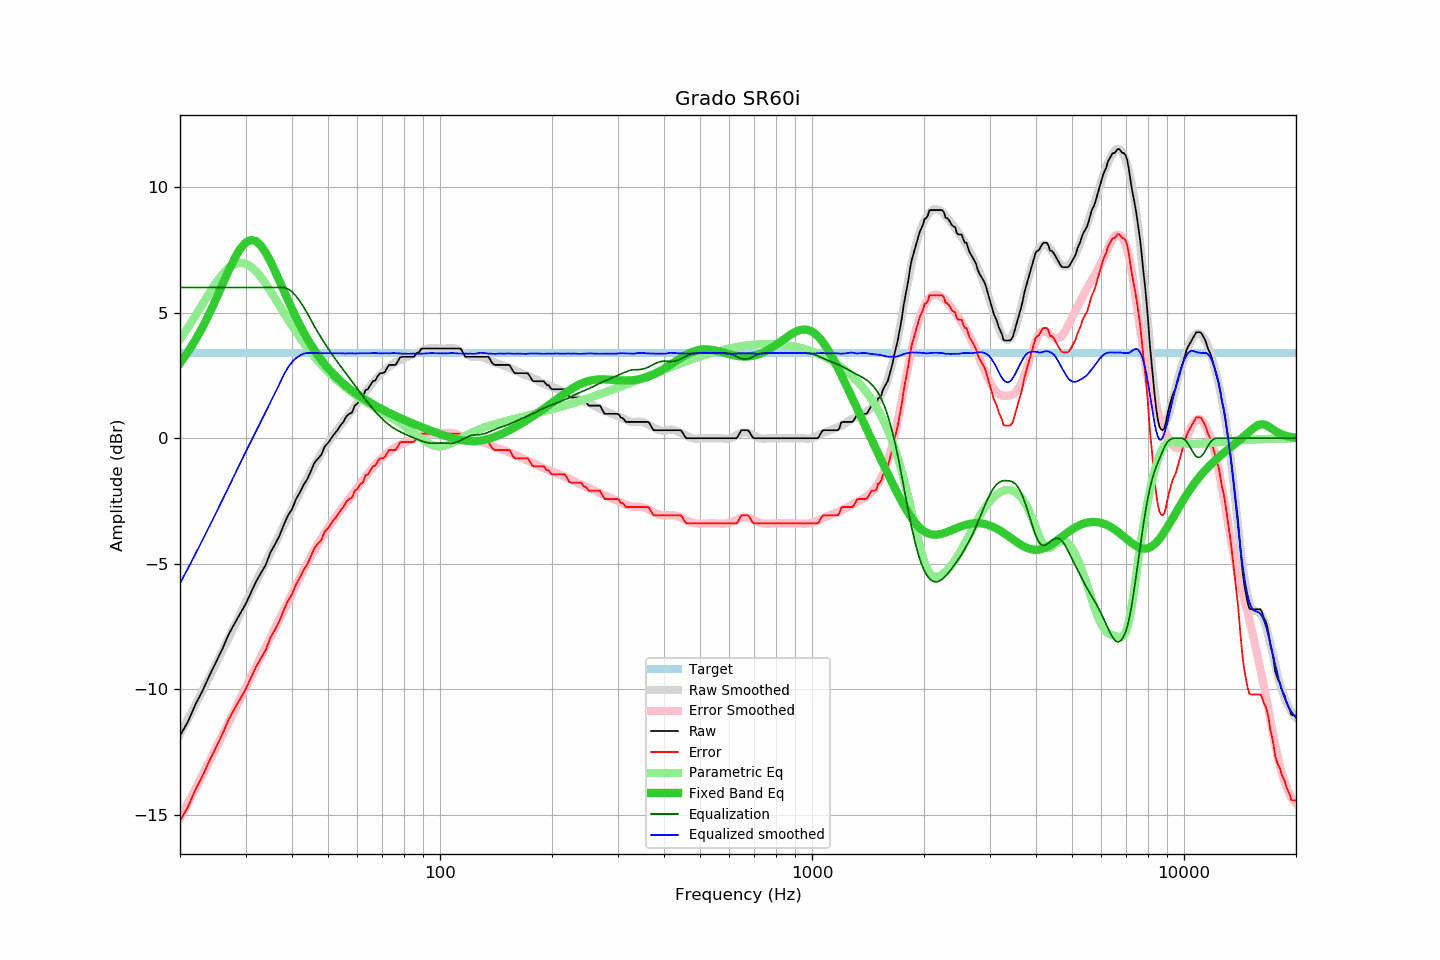 Grado SR60i
10
5
0
−5
−10
−15
Amplitude (dBr)
Target
Raw Smoothed
Error Smoothed
Raw
Error
Parametric Eq
Fixed Band Eq
Equalization
Equalized smoothed
100 1000 10000
Frequency (Hz)